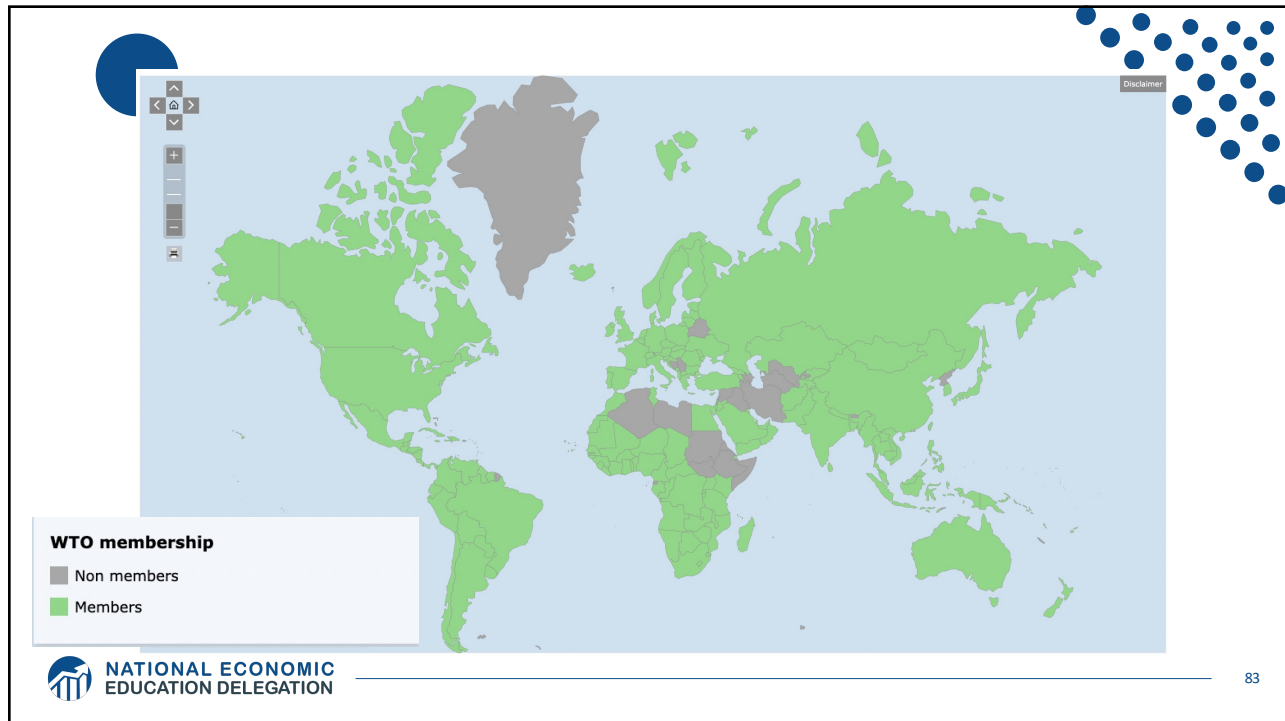 Disclaimer
WTO membership
Non members
Members
NATIONAL ECONOMIC
EDUCATION DELEGATION
83